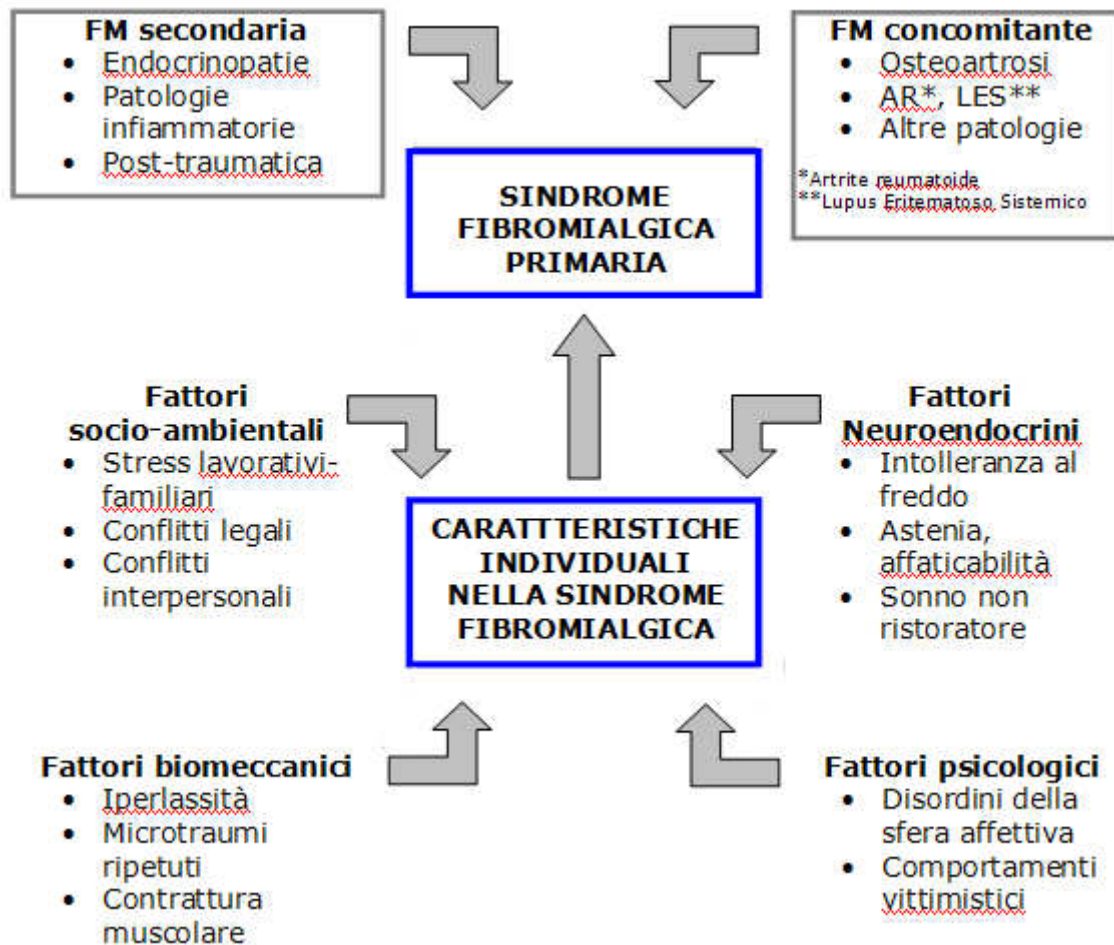 FM secondaria
• Endocrinopatie
• Patologie
infiammatorie
• Post-traumatica
FM concomitante
• Osteoartrosi
• AR*, LES**
• Altre patologie
*Artrite reumatoide
**Lupus Eritematoso Sistemico
SINDROME
FIBROMIALGICA
PRIMARIA
Fattori
socio-ambientali
• Stress lavorativi-
familiari
• Conflitti legali
• Conflitti
interpersonali
Fattori
Neuroendocrini
• Intolleranza al
freddo
• Astenia,
affaticabilità
• Sonno non
ristoratore
CARATTTERISTICHE
INDIVIDUALI
NELLA SINDROME
FIBROMIALGICA
Fattori biomeccanici
• Iperlassità
• Microtraumi
ripetuti
• Contrattura
muscolare
Fattori psicologici
• Disordini della
sfera affettiva
• Comportamenti
vittimistici